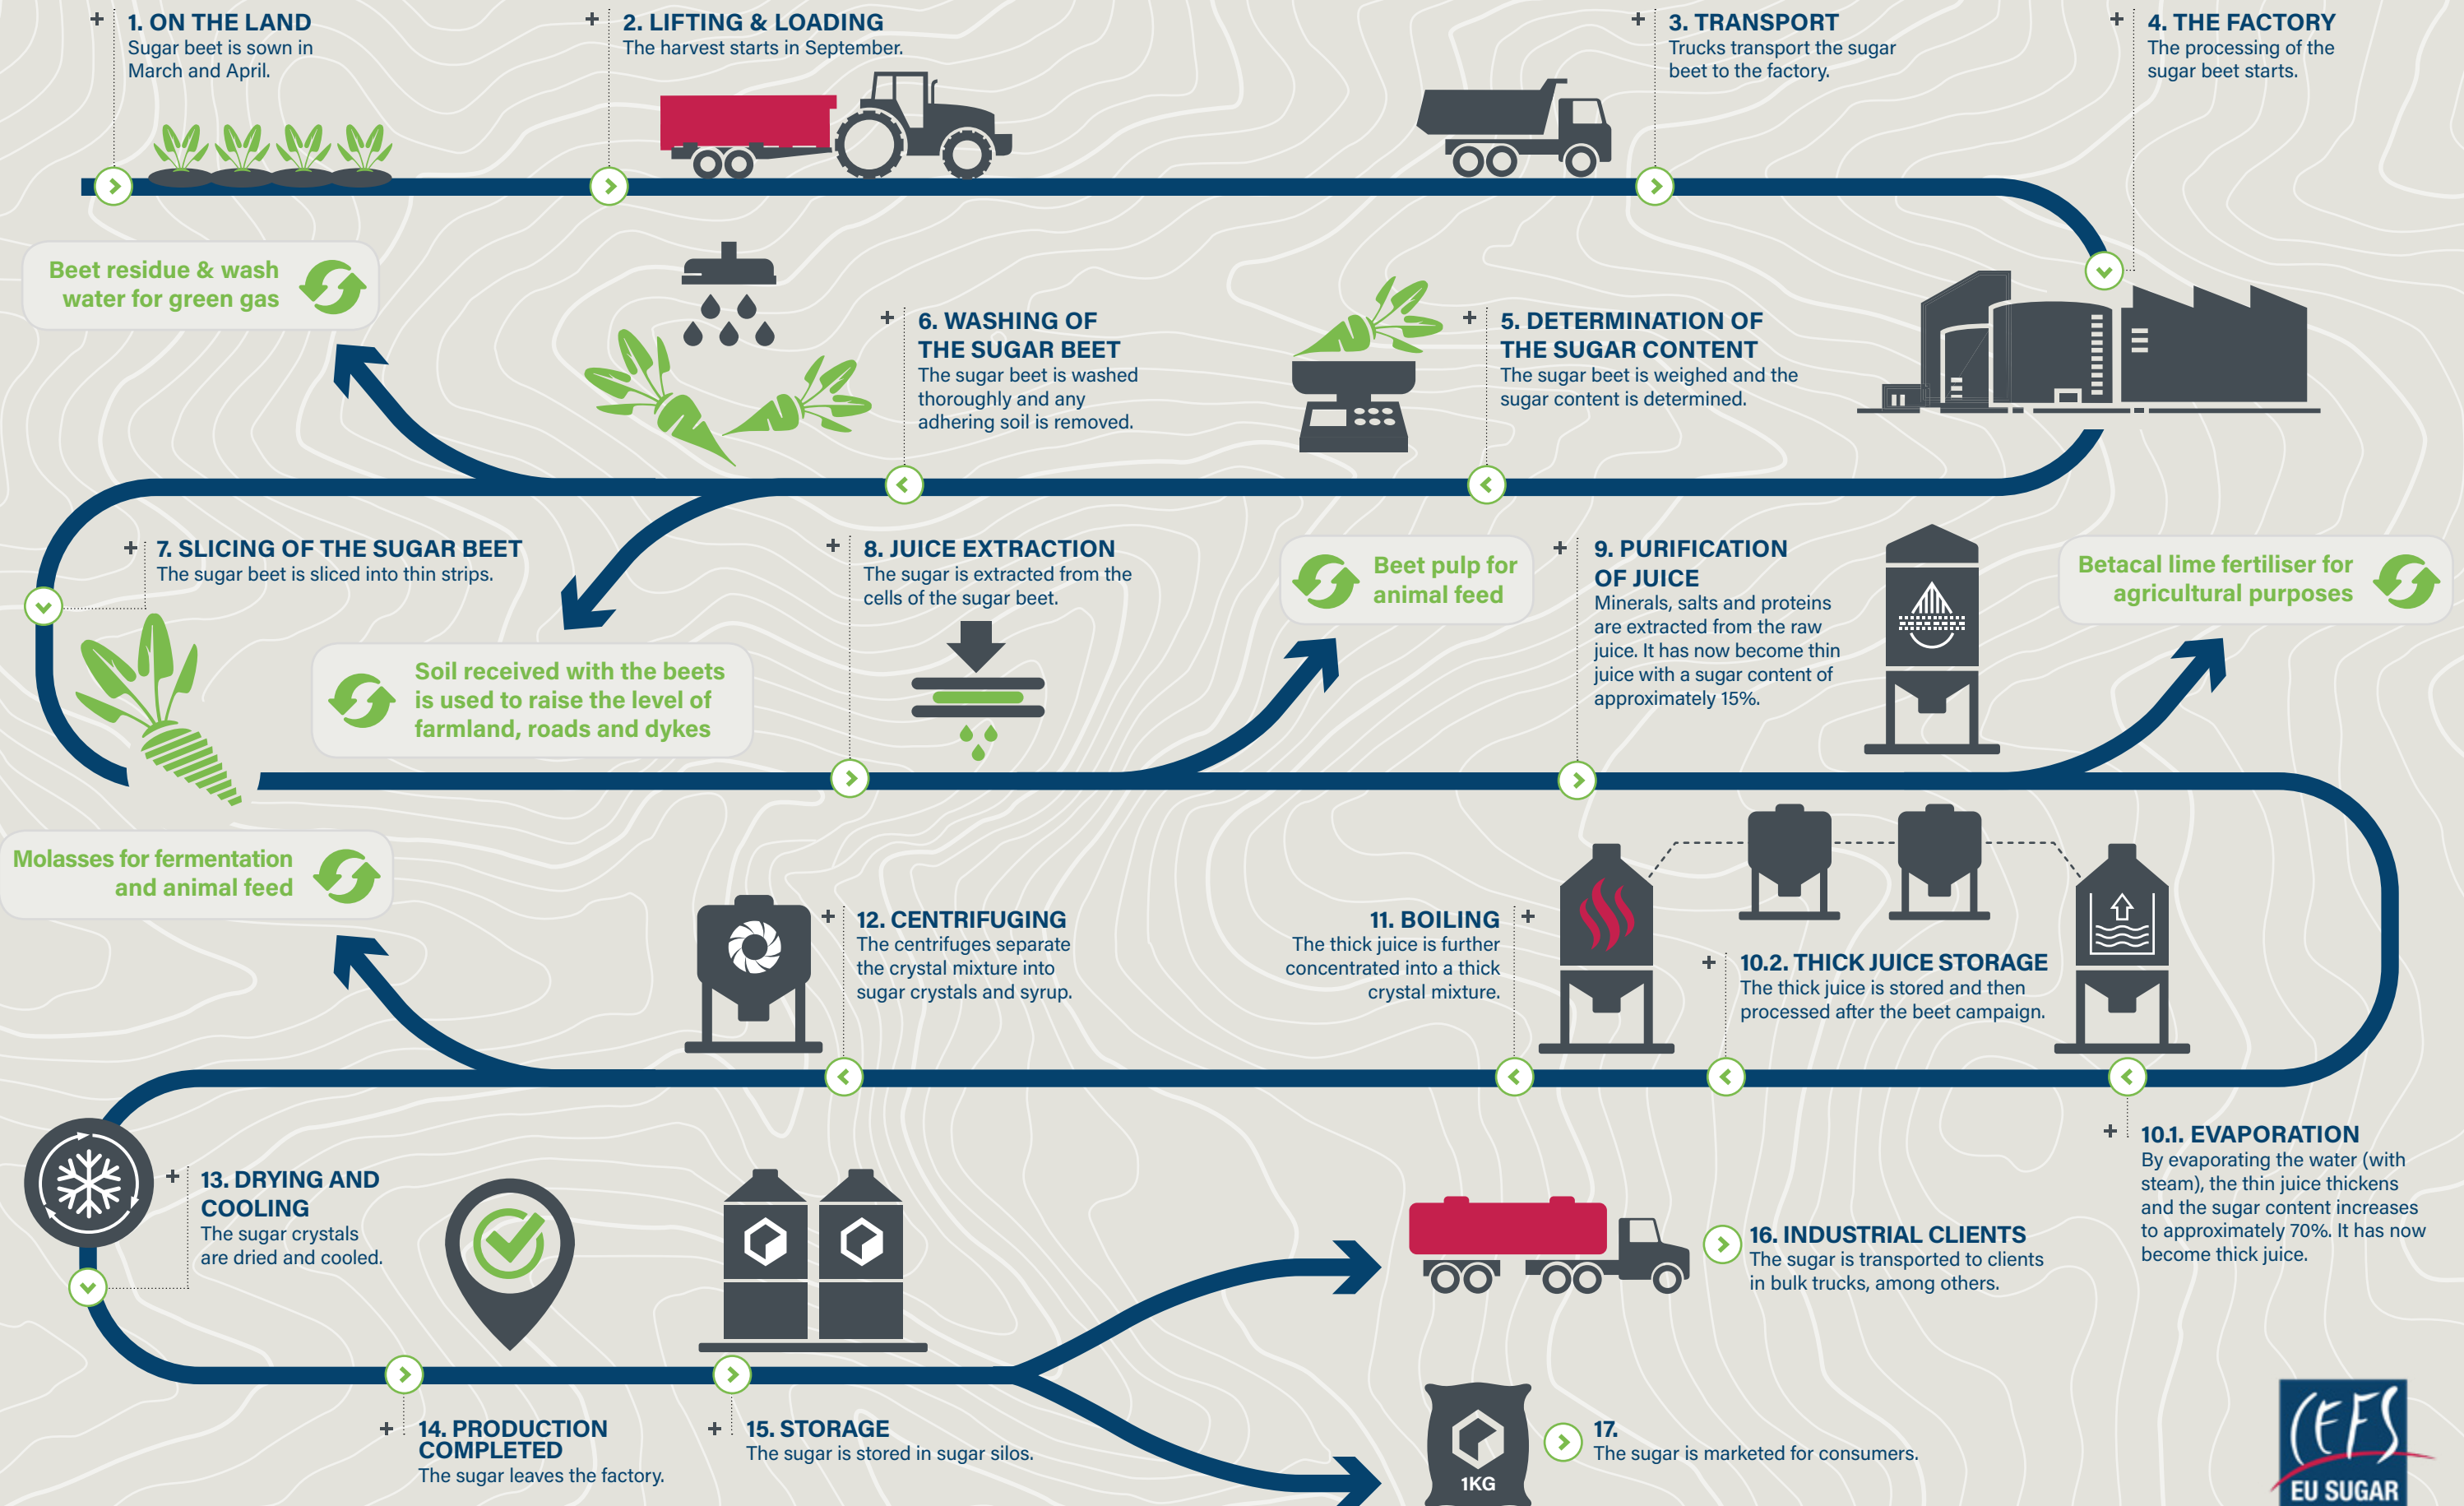 1. ON THE LAND
Sugar beet is sown in
March and April.
2. LIFTING & LOADING
The harvest starts in September.
3. TRANSPORT
Trucks transport the sugar
beet to the factory.
4. THE FACTORY
The processing of the
sugar beet starts.
Beet residue & wash
water for green gas
6. WASHING OF
THE SUGAR BEET
The sugar beet is washed
thoroughly and any
adhering soil is removed.
5. DETERMINATION OF
THE SUGAR CONTENT
The sugar beet is weighed and the
sugar content is determined.
7. SLICING OF THE SUGAR BEET
The sugar beet is sliced into thin strips.
Soil received with the beets
is used to raise the level of
farmland, roads and dykes
8. JUICE EXTRACTION
The sugar is extracted from the
cells of the sugar beet.
Beet pulp for
animal feed
9. PURIFICATION
OF JUICE
Minerals, salts and proteins
are extracted from the raw
juice. It has now become thin
juice with a sugar content of
approximately 15%.
Betacal lime fertiliser for
agricultural purposes
Molasses for fermentation
and animal feed
12. CENTRIFUGING
The centrifuges separate
the crystal mixture into
sugar crystals and syrup.
11. BOILING
The thick juice is further
concentrated into a thick
crystal mixture.
10.2. THICK JUICE STORAGE
The thick juice is stored and then
processed after the beet campaign.
10.1. EVAPORATION
By evaporating the water (with
steam), the thin juice thickens
and the sugar content increases
to approximately 70%. It has now
become thick juice.
13. DRYING AND
COOLING
The sugar crystals
are dried and cooled.
14. PRODUCTION
COMPLETED
The sugar leaves the factory.
15. STORAGE
The sugar is stored in sugar silos.
16. INDUSTRIAL CLIENTS
The sugar is transported to clients
in bulk trucks, among others.
1KG
17.
The sugar is marketed for consumers.
CEFS
EU SUGAR